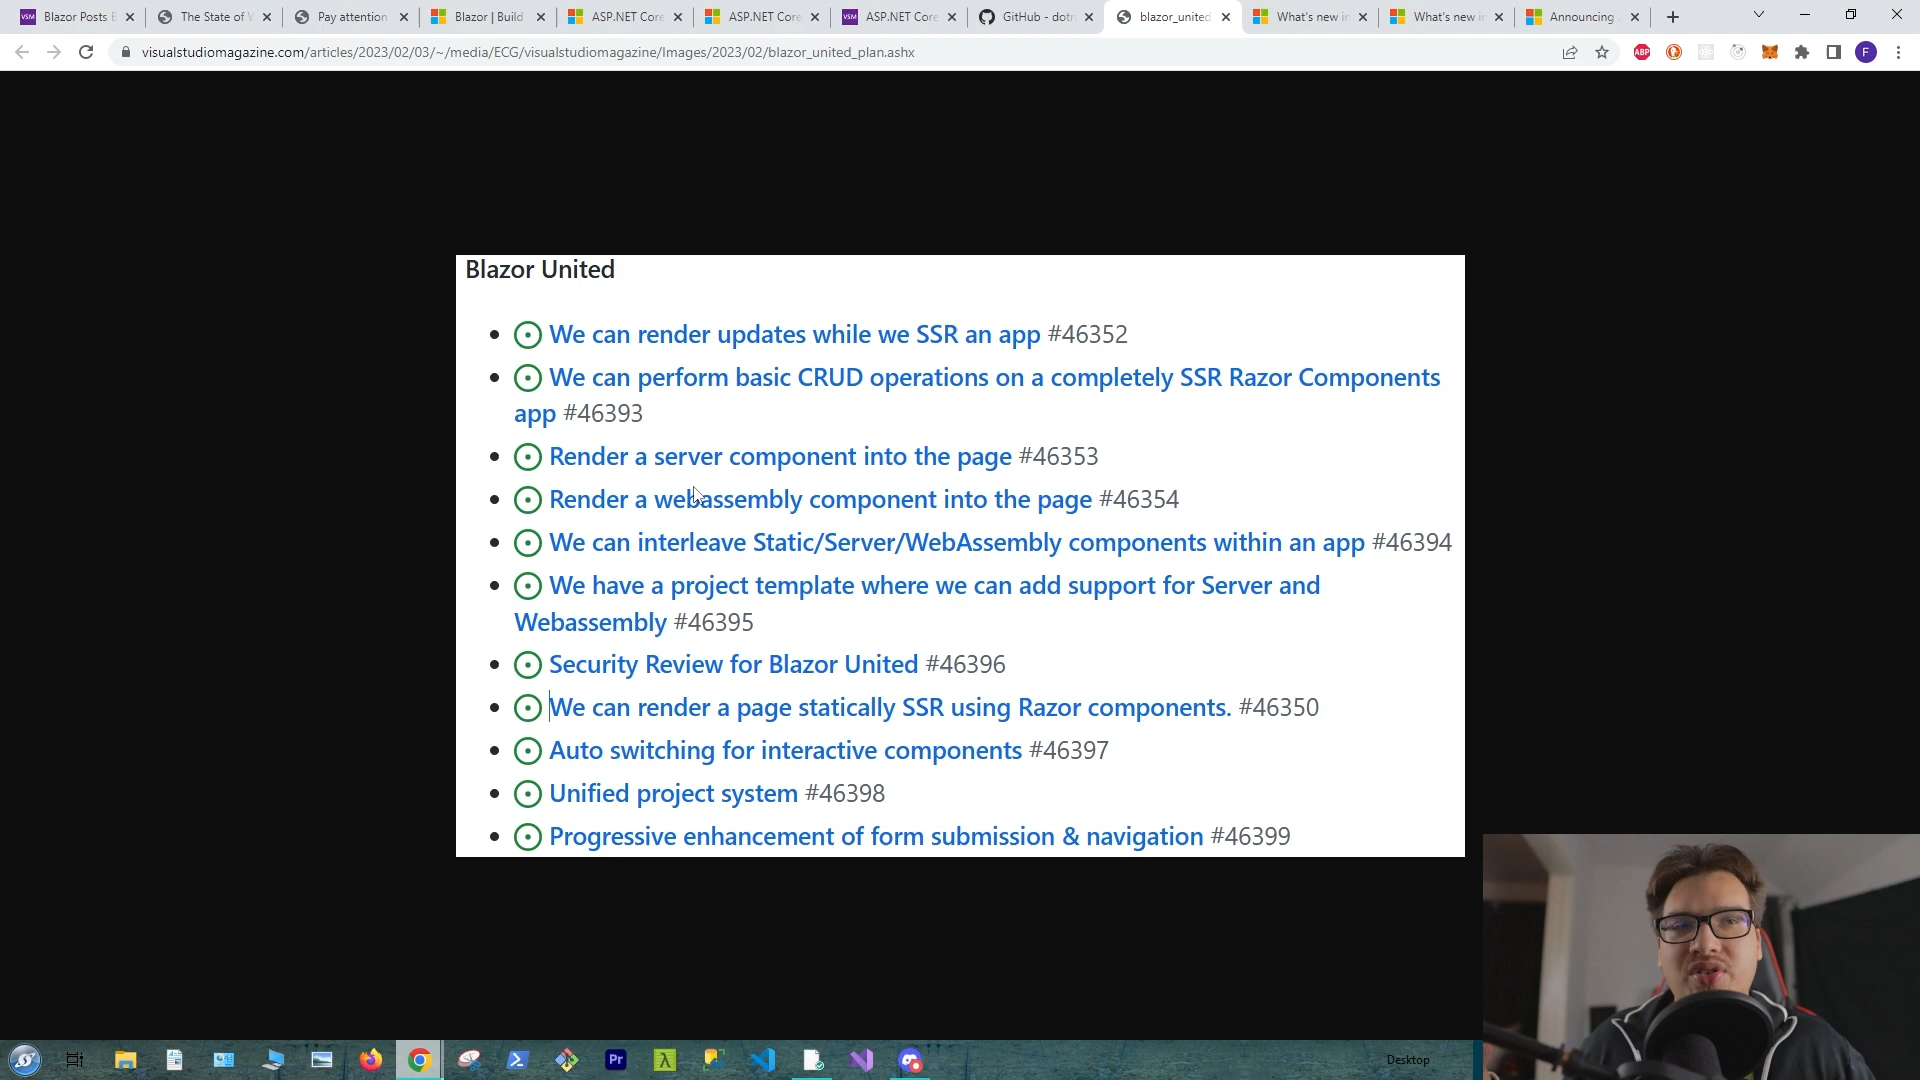 Blazor Posts B
The State of V
Pay attention
Blazor | Build
ASP.NET Core
ASP.NET Core
ASP.NET Core
GitHub - dotn
blazor_united
What's new in
What's new in
Announcing
visualstudiomagazine.com/articles/2023/02/03/~/media/ECG/visualstudiomagazine/Images/2023/02/blazor_united_plan.ashx
ABP
F
Blazor United
We can render updates while we SSR an app #46352
We can perform basic CRUD operations on a completely SSR Razor Components
app #46393
Render a server component into the page #46353
Render a webassembly component into the page #46354
We can interleave Static/Server/WebAssembly components within an app #46394
We have a project template where we can add support for Server and
Webassembly #46395
Security Review for Blazor United #46396
We can render a page statically SSR using Razor components. #46350
Auto switching for interactive components #46397
Unified project system #46398
Progressive enhancement of form submission & navigation #46399
Pr
λ
Desktop